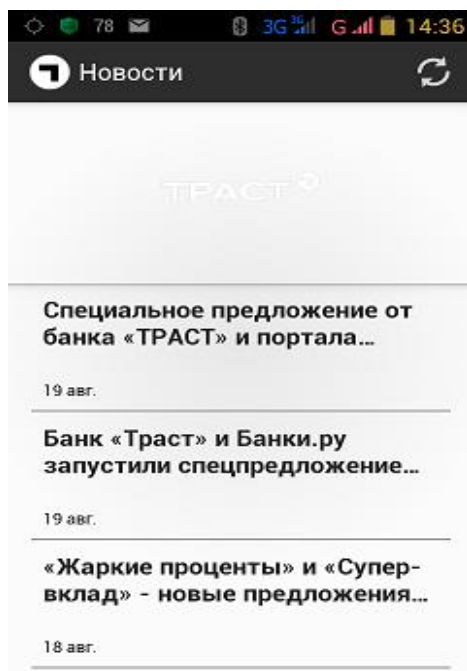 78 3G 3G G 14:36
Новости
ТРАСТ
Специальное предложение от
банка «ТРАСТ» и портала...
19 авг.
Банк «Траст» и Банки.ру
запустили спецпредложение...
19 авг.
«Жаркие проценты» и «Супер-
вклад» - новые предложения...
18 авг.